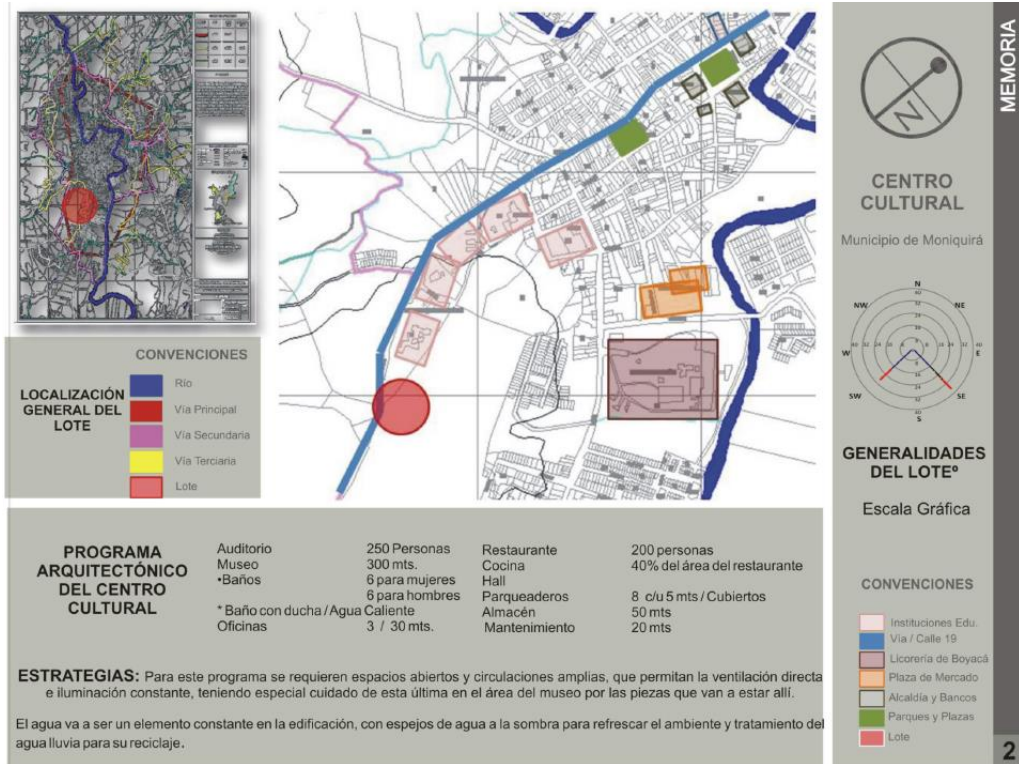 MEMORIA
N
CENTRO
CULTURAL
Municipio de Moniquirá
N
NW
NE
W
E
SW
SE
S
GENERALIDADES
DEL LOTEº
Escala Gráfica
CONVENCIONES
Instituciones Edu.
Vía / Calle 19
Licorería de Boyacá
Plaza de Mercado
Alcaldía y Bancos
Parques y Plazas
Lote
2
CONVENCIONES
LOCALIZACIÓN
GENERAL DEL
LOTE
Río
Vía Principal
Vía Secundaria
Vía Terciaria
Lote
PROGRAMA
ARQUITECTÓNICO
DEL CENTRO
CULTURAL
Auditorio 250 Personas
Museo 300 mts.
•Baños 6 para mujeres
6 para hombres
* Baño con ducha / Agua Caliente
Oficinas 3 / 30 mts.
Restaurante 200 personas
Cocina 40% del área del restaurante
Hall
Parqueaderos 8 c/u 5 mts / Cubiertos
Almacén 50 mts
Mantenimiento 20 mts
ESTRATEGIAS: Para este programa se requieren espacios abiertos y circulaciones amplias, que permitan la ventilación directa
e iluminación constante, teniendo especial cuidado de esta última en el área del museo por las piezas que van a estar allí.
El agua va a ser un elemento constante en la edificación, con espejos de agua a la sombra para refrescar el ambiente y tratamiento del
agua lluvia para su reciclaje.